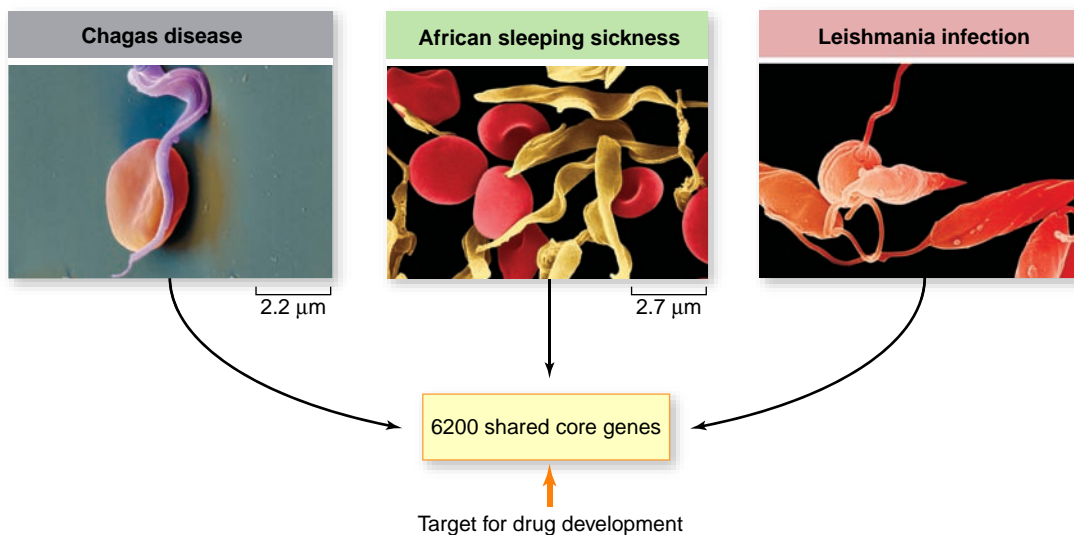 Chagas disease
African sleeping sickness
Leishmania infection
2.2 μm
2.7 μm
6200 shared core genes
Target for drug development